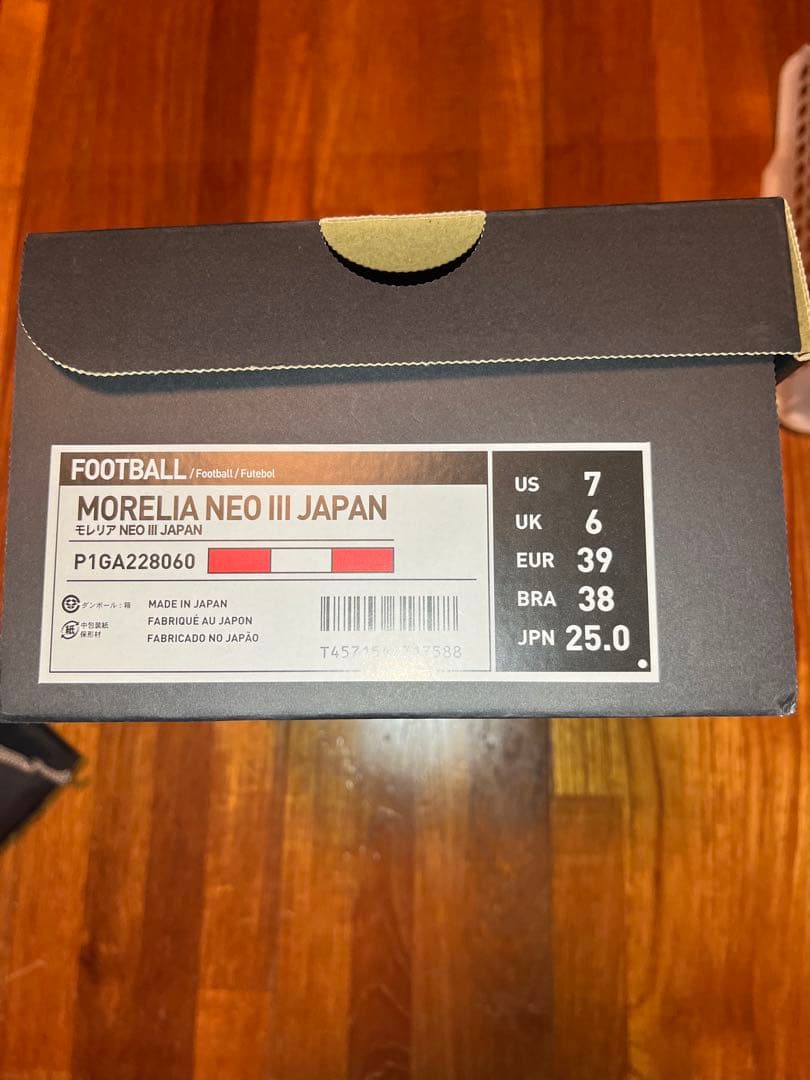 FOOTBALL / Football / Futebol
MORELIA NEO III JAPAN
モレリア NEO III JAPAN
P1GA228060
ダンボール：箱
紙
中包装紙
保形材
MADE IN JAPAN
FABRIQUÉ AU JAPON
FABRICADO NO JAPÃO
US 7
UK 6
EUR 39
BRA 38
JPN 25.0